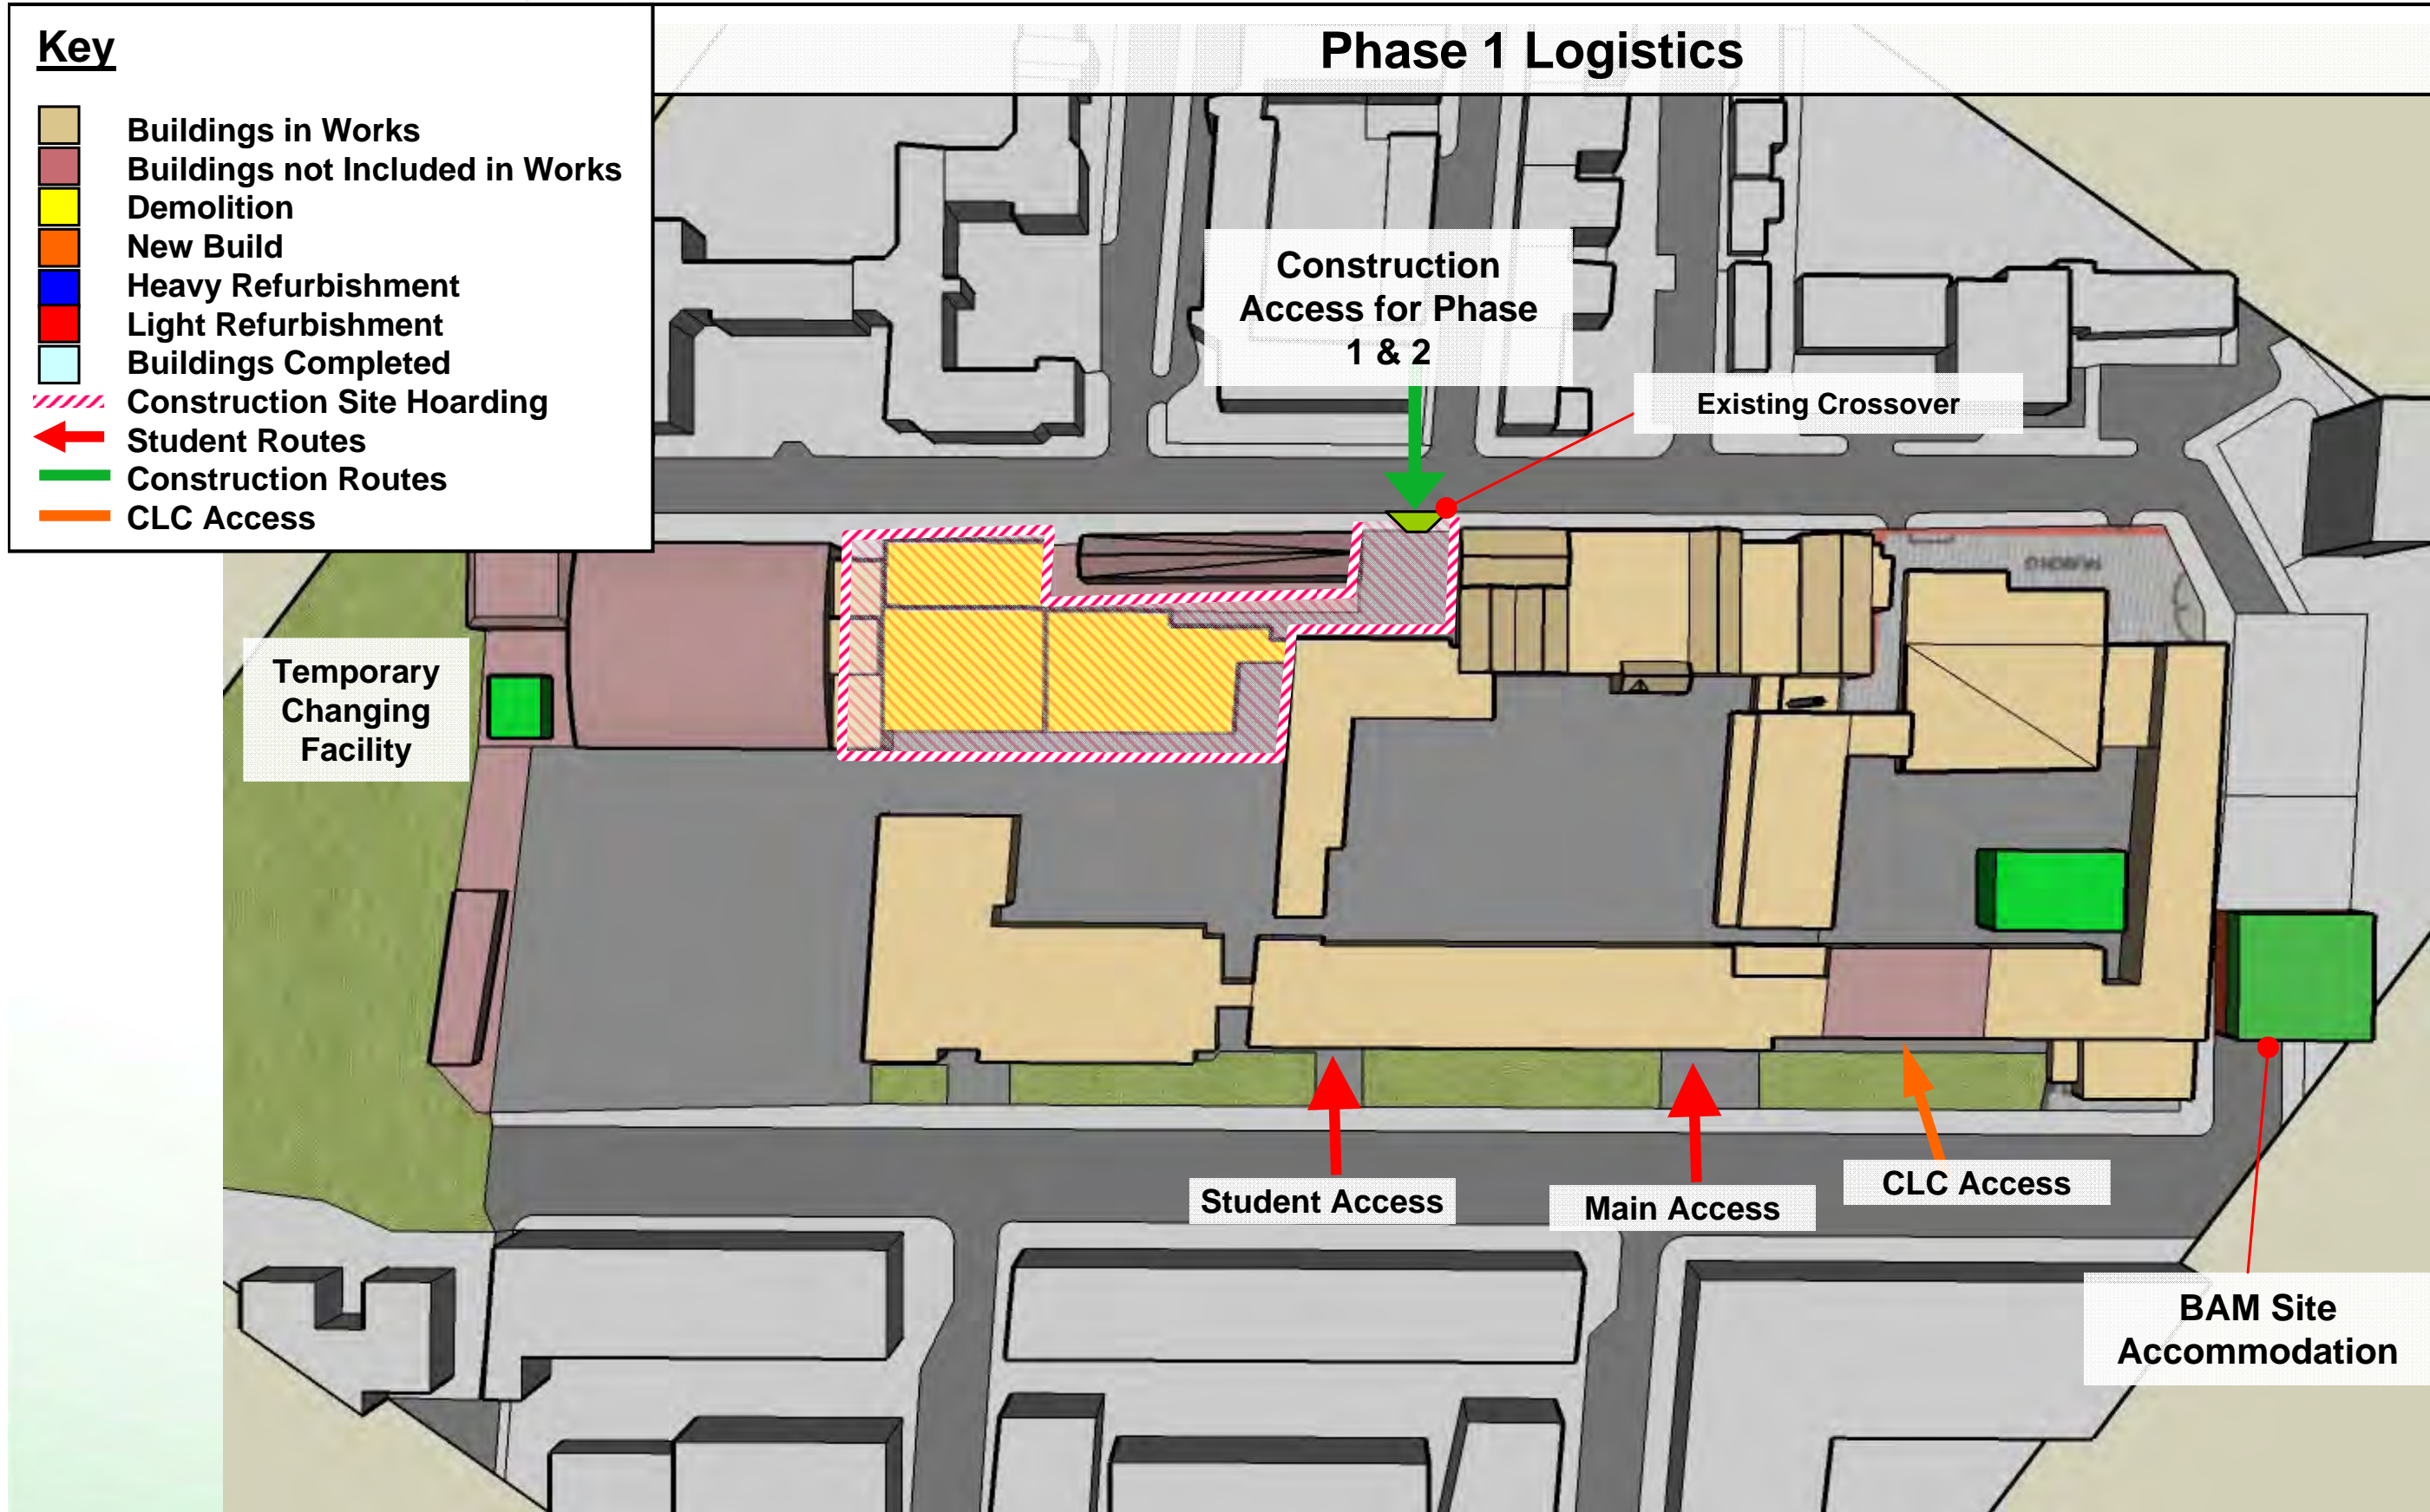 Key
Phase 1 Logistics
Buildings in Works
Buildings not Included in Works
Demolition
New Build
Heavy Refurbishment
Light Refurbishment
Buildings Completed
Construction Site Hoarding
Student Routes
Construction Routes
CLC Access
Construction
Access for Phase
1 & 2
Existing Crossover
Temporary
Changing
Facility
Student Access
Main Access
CLC Access
BAM Site
Accommodation